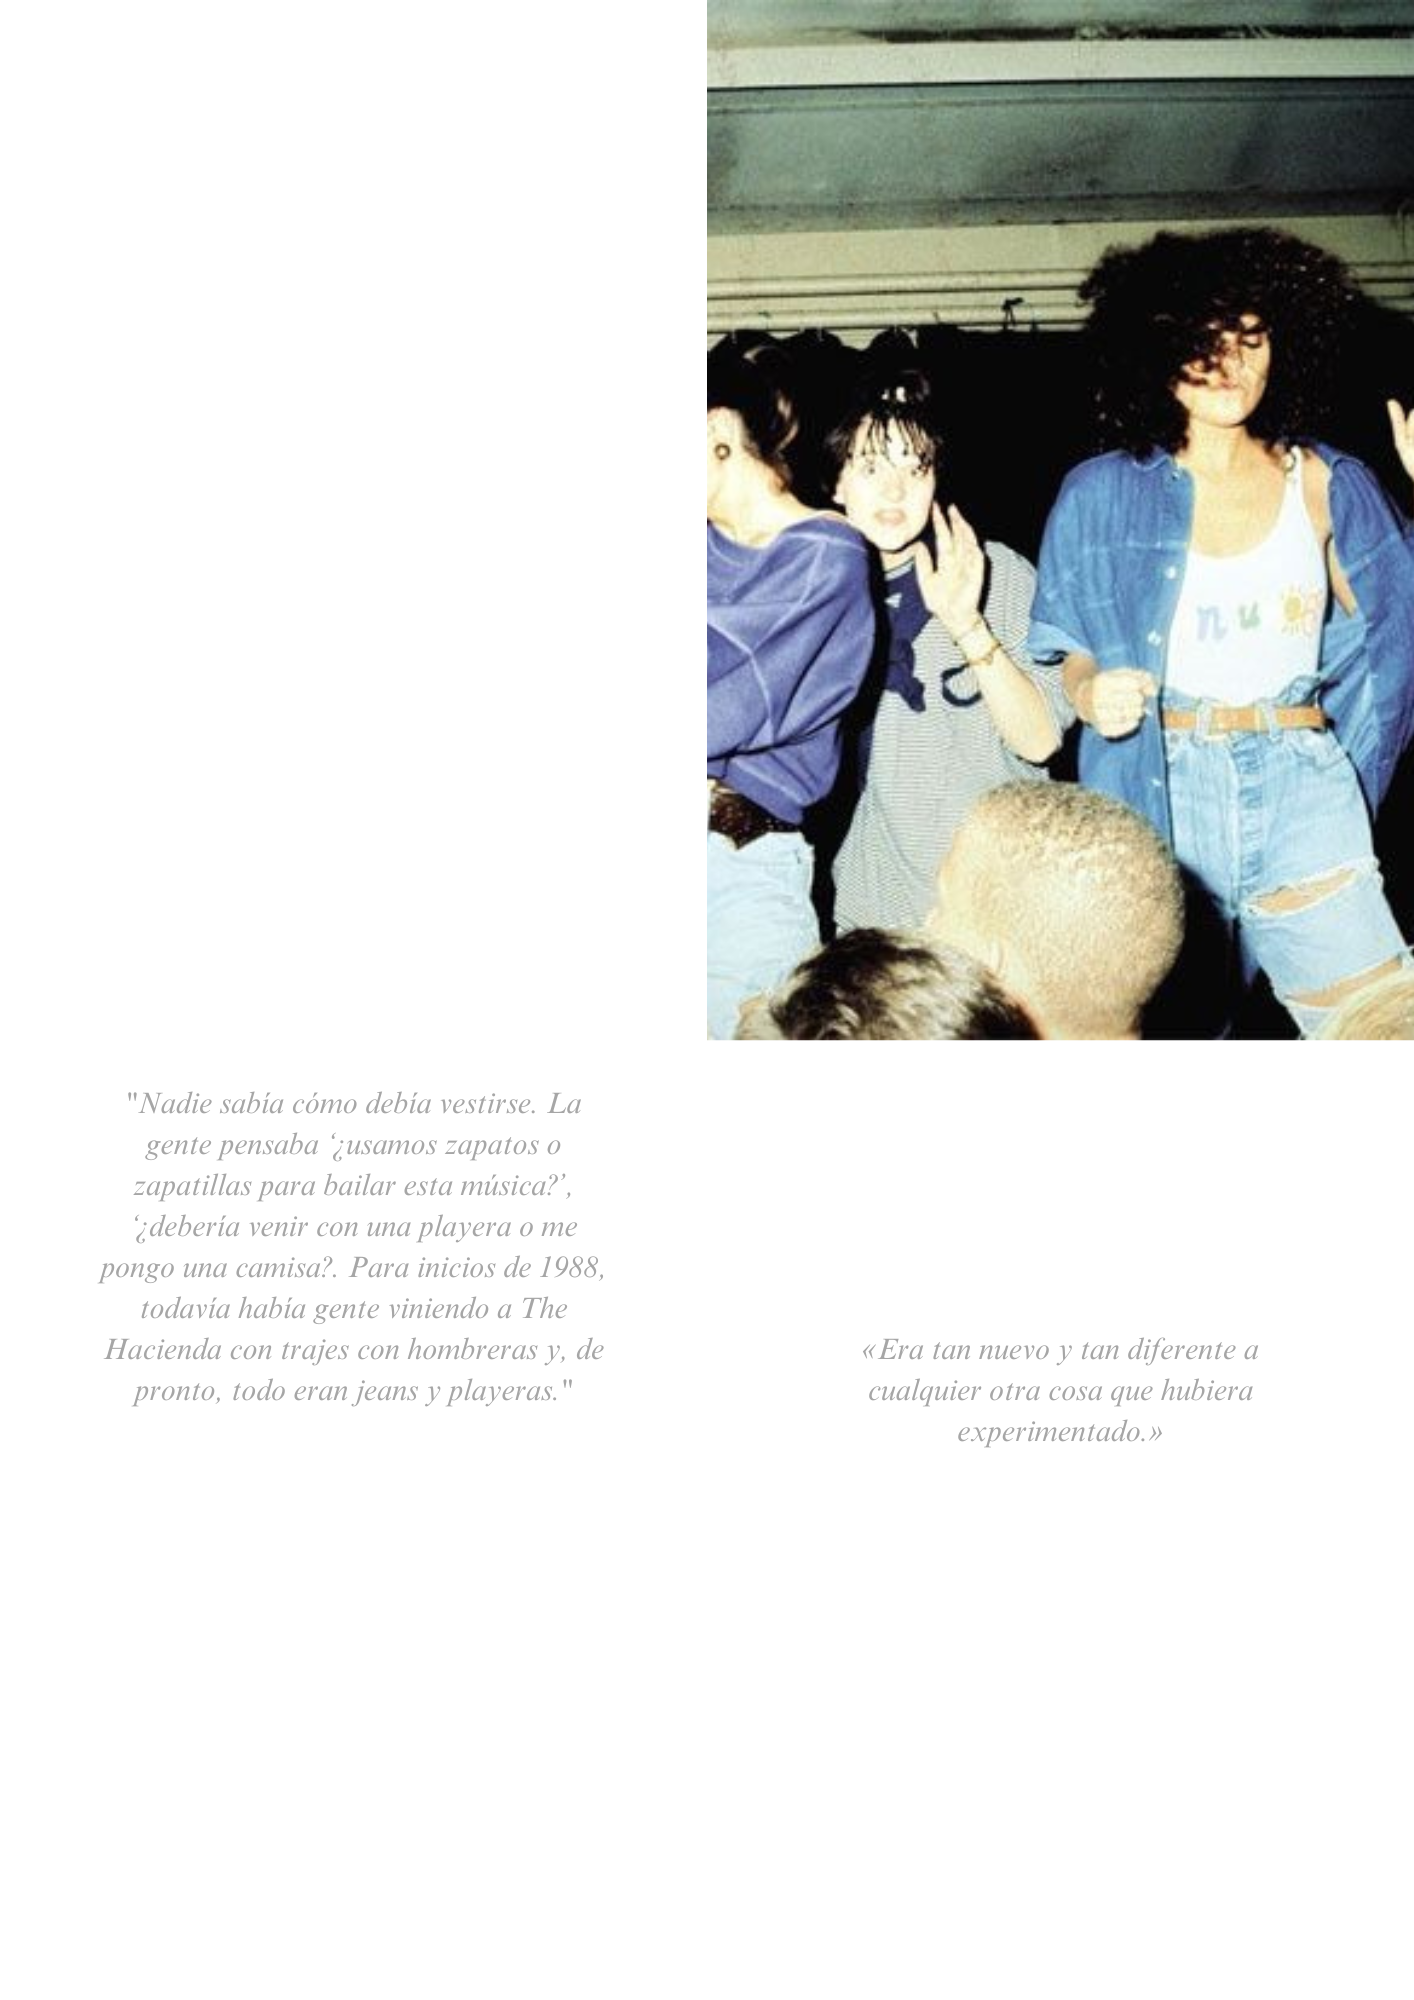 n u
"Nadie sabía cómo debía vestirse. La
gente pensaba ‘¿usamos zapatos o
zapatillas para bailar esta música?’,
‘¿debería venir con una playera o me
pongo una camisa?. Para inicios de 1988,
todavía había gente viniendo a The
Hacienda con trajes con hombreras y, de
pronto, todo eran jeans y playeras."
«Era tan nuevo y tan diferente a
cualquier otra cosa que hubiera
experimentado.»